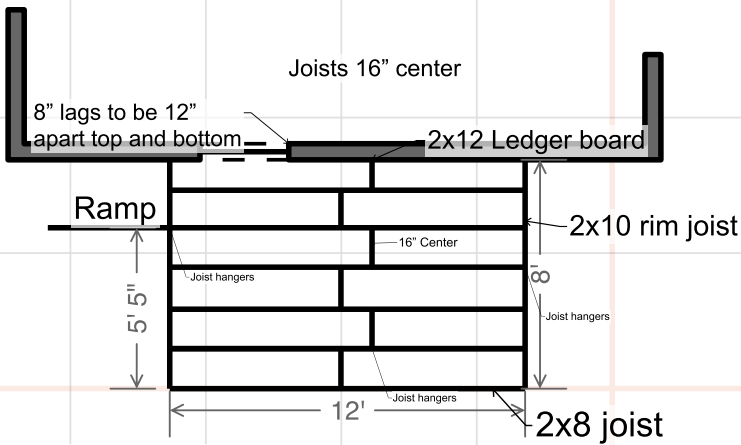 Joists 16” center
8” lags to be 12”
apart top and bottom
2x12 Ledger board
Ramp
2x10 rim joist
16” Center
Joist hangers
8'
5' 5"
Joist hangers
Joist hangers
12'
2x8 joist